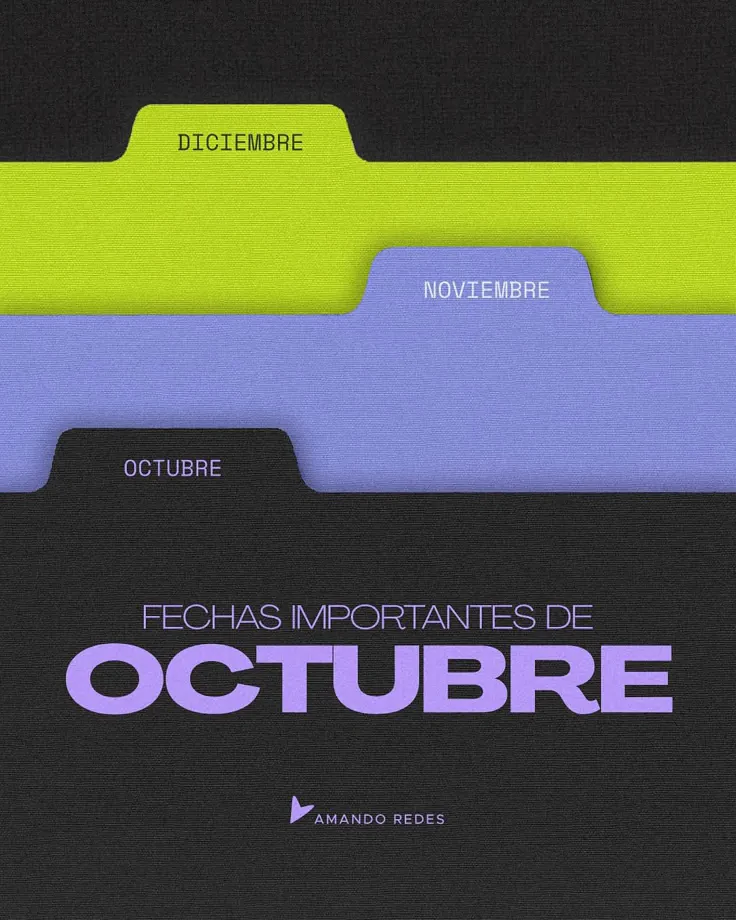 DICIEMBRE
NOVIEMBRE
OCTUBRE
FECHAS IMPORTANTES DE
OCTUBRE
AMANDO REDES